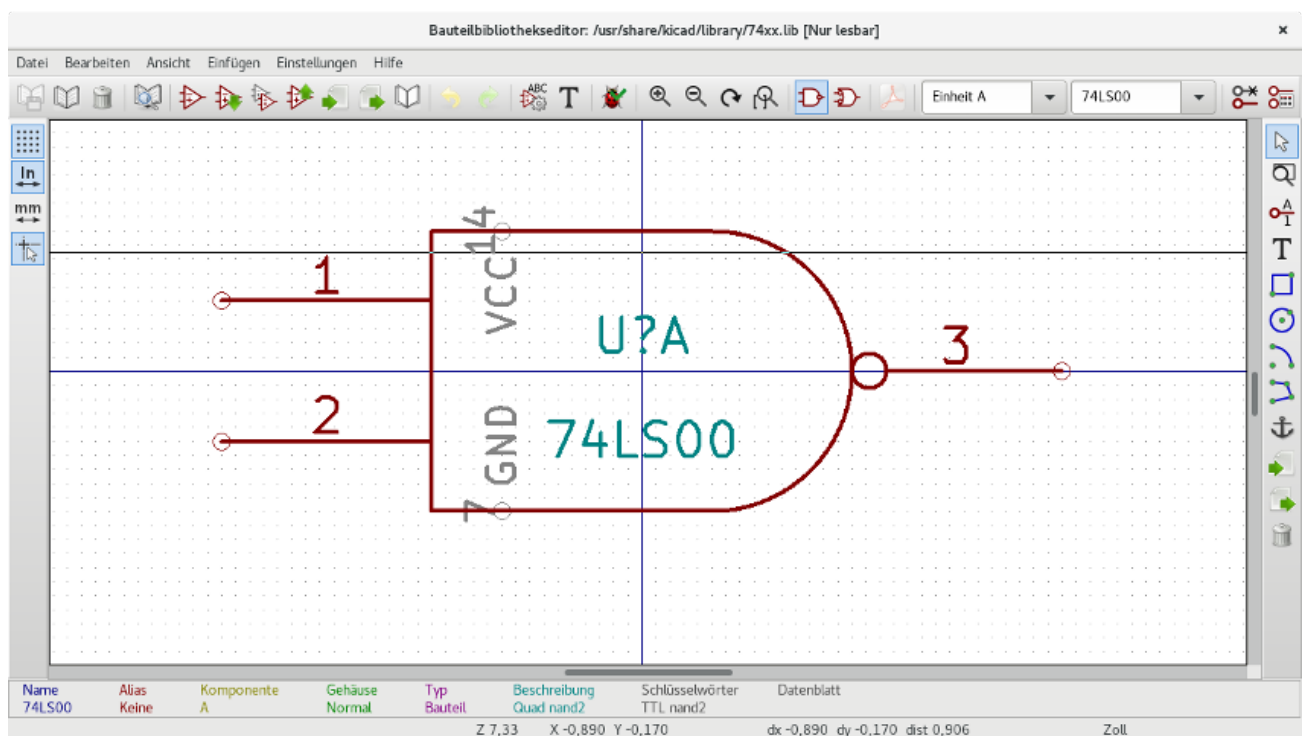 Bauteilbibliothekseditor: /usr/share/kicad/library/74xx.lib [Nur lesbar]
Datei Bearbeiten Ansicht Einfügen Einstellungen Hilfe
ABC T Einheit A 74LS00
In
mm
A
1
T
14
VCC
1
U?A
3
2
GND
74LS00
7
Name Alias Komponente Gehäuse Typ Beschreibung Schlüsselwörter Datenblatt
74LS00 Keine A Normal Bauteil Quad nand2 TTL nand2
Z 7,33 X -0,890 Y -0,170 dx -0,890 dy -0,170 dist 0,906 Zoll